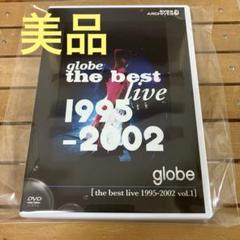 美品
globe
the best
live
1995
-2002
globe
[the best live 1995-2002 vol.1]
DVD